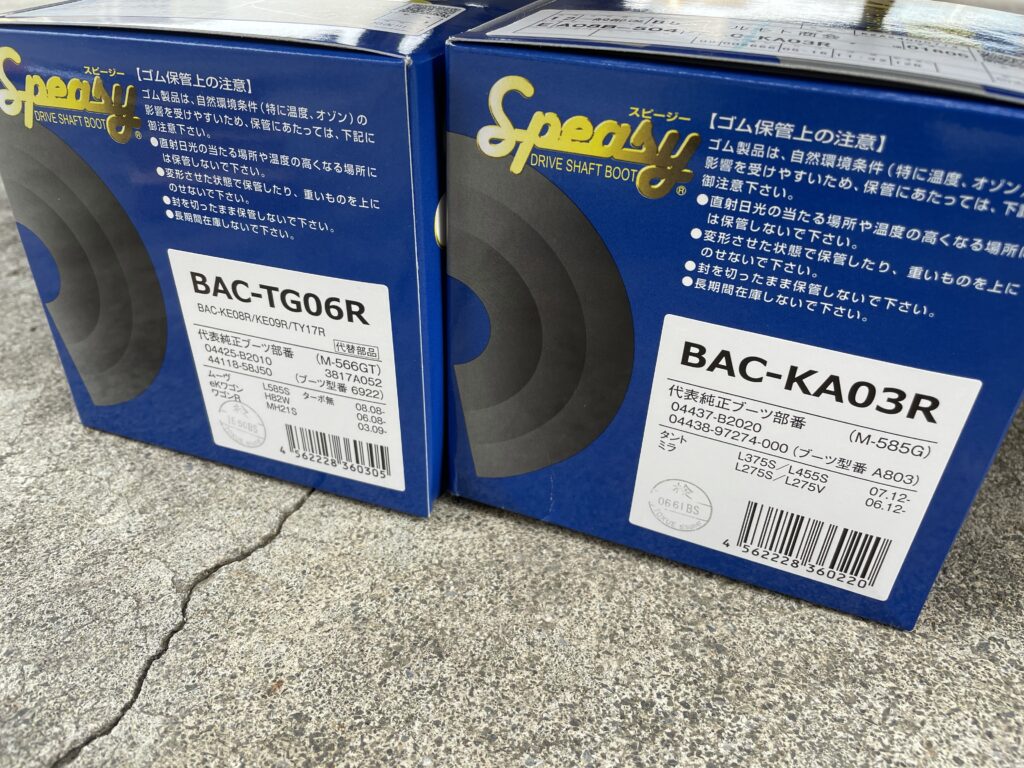 スピージー
Speasy
DRIVE SHAFT BOOT
®
【ゴム保管上の注意】
ゴム製品は、自然環境条件(特に温度、オゾン)の
影響を受けやすいため、保管にあたっては、下記に
御注意下さい。
●直射日光の当たる場所や温度の高くなる場所に
は保管しないで下さい。
●変形させた状態で保管したり、重いものを上に
のせないで下さい。
●封を切ったまま保管しないで下さい。
●長期間在庫しないで下さい。
BAC-TG06R
BAC-KE08R/KE09R/TY17R
代替部品
代表純正ブーツ部番 (M-566GT)
04425-B2010 3817A052
44118-58J50 (ブーツ型番 6922)
ムーヴ L585S ターボ無 08.08-
eKワゴン H82W 06.08-
ワゴンR MH21S 03.09-
4 562228 360305
スピージー
Speasy
DRIVE SHAFT BOOT
®
【ゴム保管上の注意】
ゴム製品は、自然環境条件(特に温度、オゾン
影響を受けやすいため、保管にあたっては、下記
御注意下さい。
●直射日光の当たる場所や温度の高くなる場所
は保管しないで下さい。
●変形させた状態で保管したり、重いものを上に
のせないで下さい。
●封を切ったまま保管しないで下さい。
●長期間在庫しないで下さい。
BAC-KA03R
代表純正ブーツ部番 (M-585G)
04437-B2020
04438-97274-000 (ブーツ型番 A803)
タント L375S/L455S 07.12-
ミラ L275S/L275V 06.12-
検
0661BS
4 562228 360220